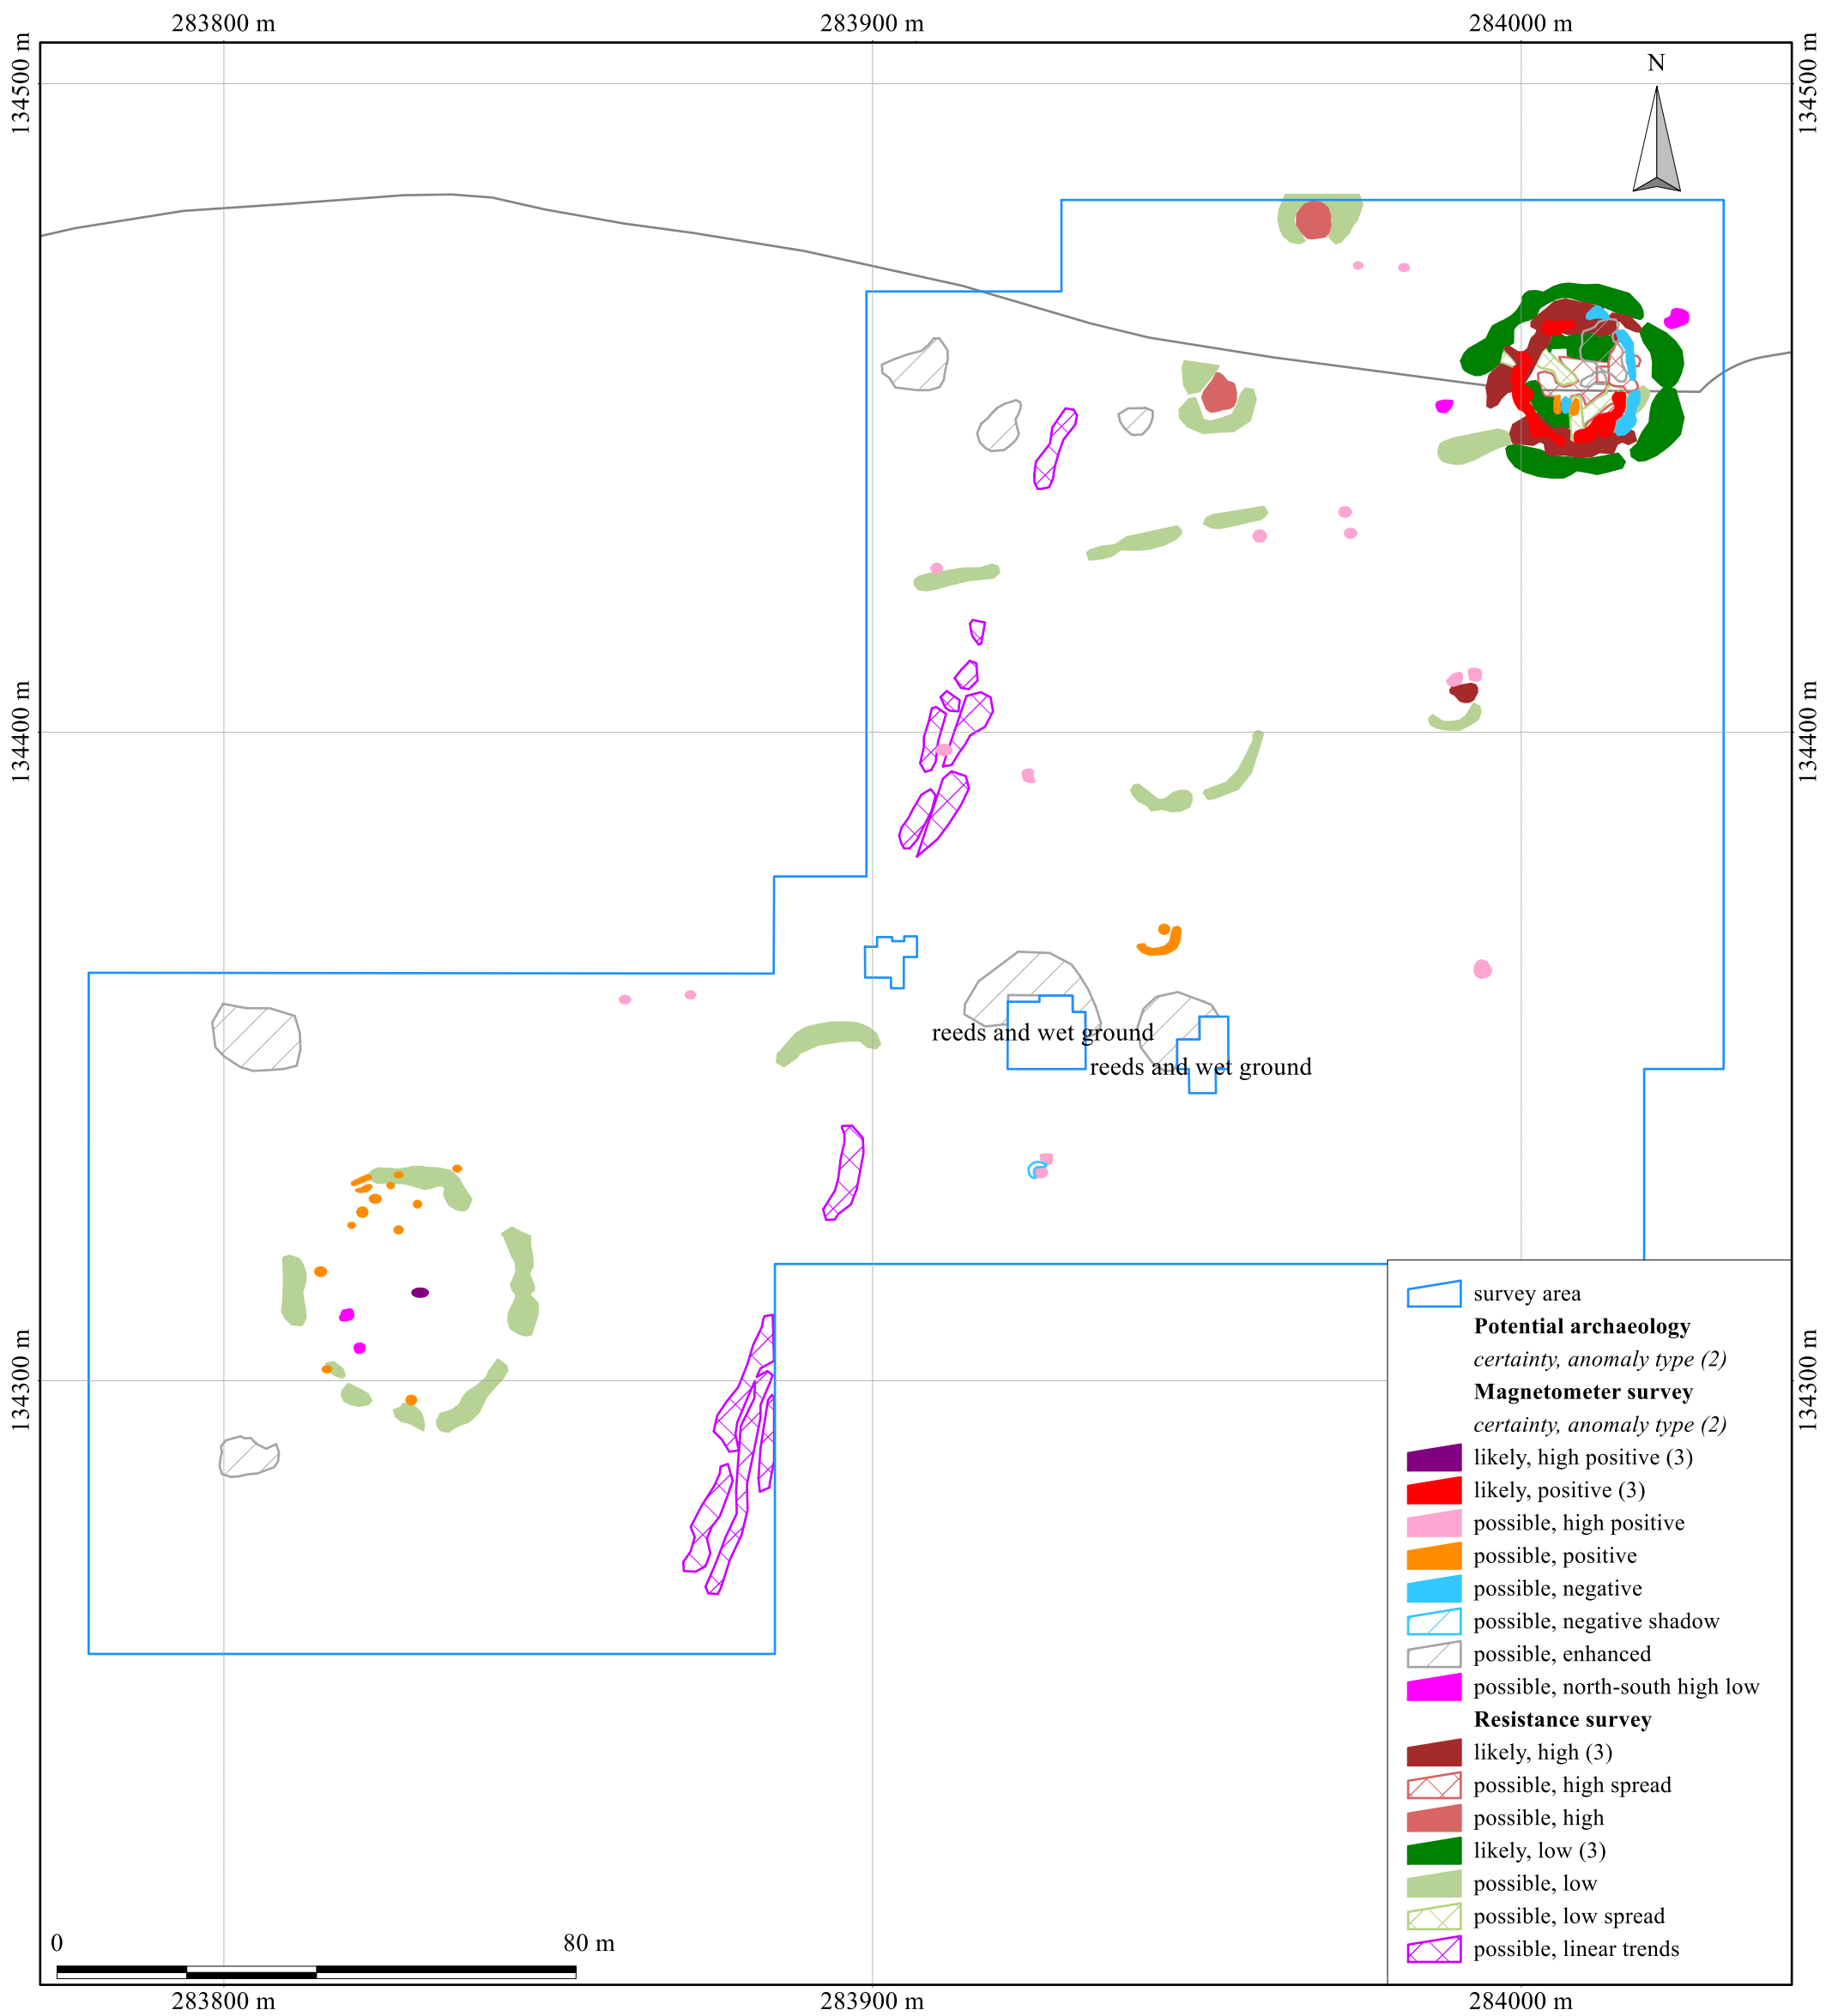 283800 m
283900 m
284000 m
134500 m
134500 m
N
134400 m
134400 m
reeds and wet ground
reeds and wet ground
134300 m
134300 m
survey area
Potential archaeology
certainty, anomaly type (2)
Magnetometer survey
certainty, anomaly type (2)
likely, high positive (3)
likely, positive (3)
possible, high positive
possible, positive
possible, negative
possible, negative shadow
possible, enhanced
possible, north-south high low
Resistance survey
likely, high (3)
possible, high spread
possible, high
likely, low (3)
possible, low
possible, low spread
possible, linear trends
0
80 m
283800 m
283900 m
284000 m